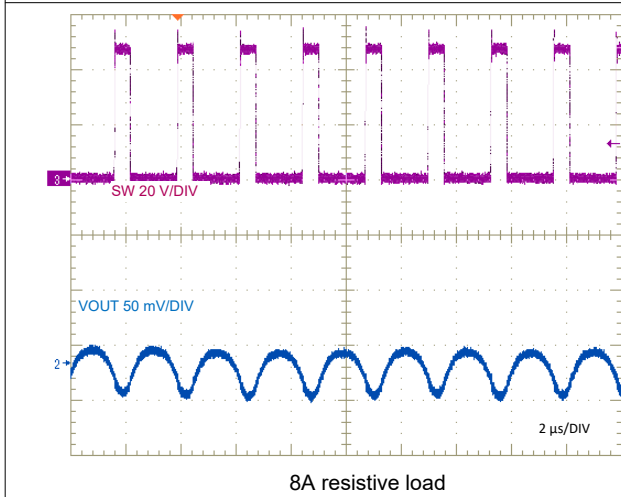 3
SW 20 V/DIV
VOUT 50 mV/DIV
2
2 µs/DIV
8A resistive load